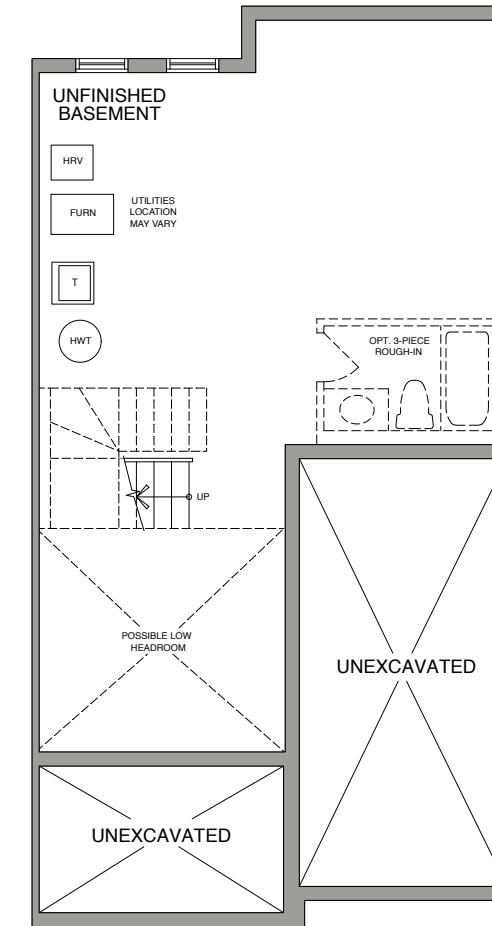 UNFINISHED
BASEMENT
HRV
FURN
UTILITIES
LOCATION
MAY VARY
T
HWT
OPT. 3-PIECE
ROUGH-IN
UP
POSSIBLE LOW
HEADROOM
UNEXCAVATED
UNEXCAVATED